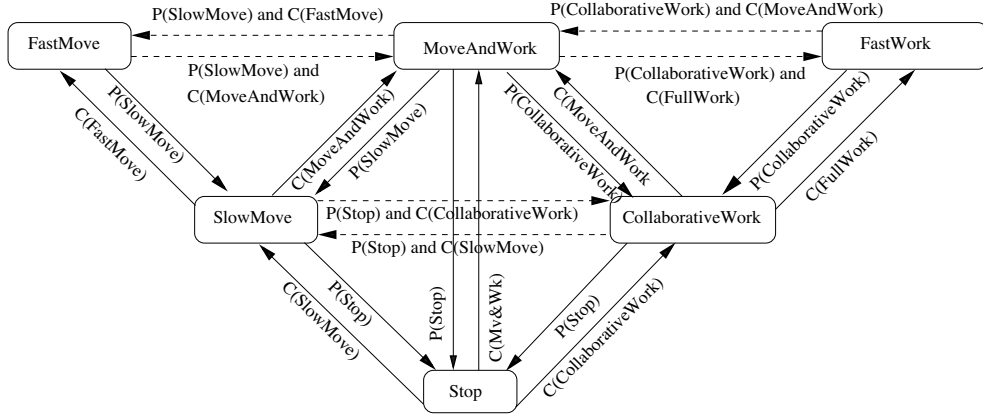 P(SlowMove) and C(FastMove)
P(CollaborativeWork) and C(MoveAndWork)
FastMove
MoveAndWork
FastWork
P(SlowMove) and
C(MoveAndWork)
P(CollaborativeWork) and
C(FullWork)
P(SlowMove)
C(FastMove)
C(MoveAndWork)
P(SlowMove)
P(CollaborativeWork)
C(MoveAndWork
P(CollaborativeWork)
C(FullWork)
SlowMove
P(Stop) and C(CollaborativeWork)
CollaborativeWork
P(Stop) and C(SlowMove)
P(Stop)
C(SlowMove)
P(Stop)
C(Mv&Wk)
P(Stop)
C(CollaborativeWork)
Stop